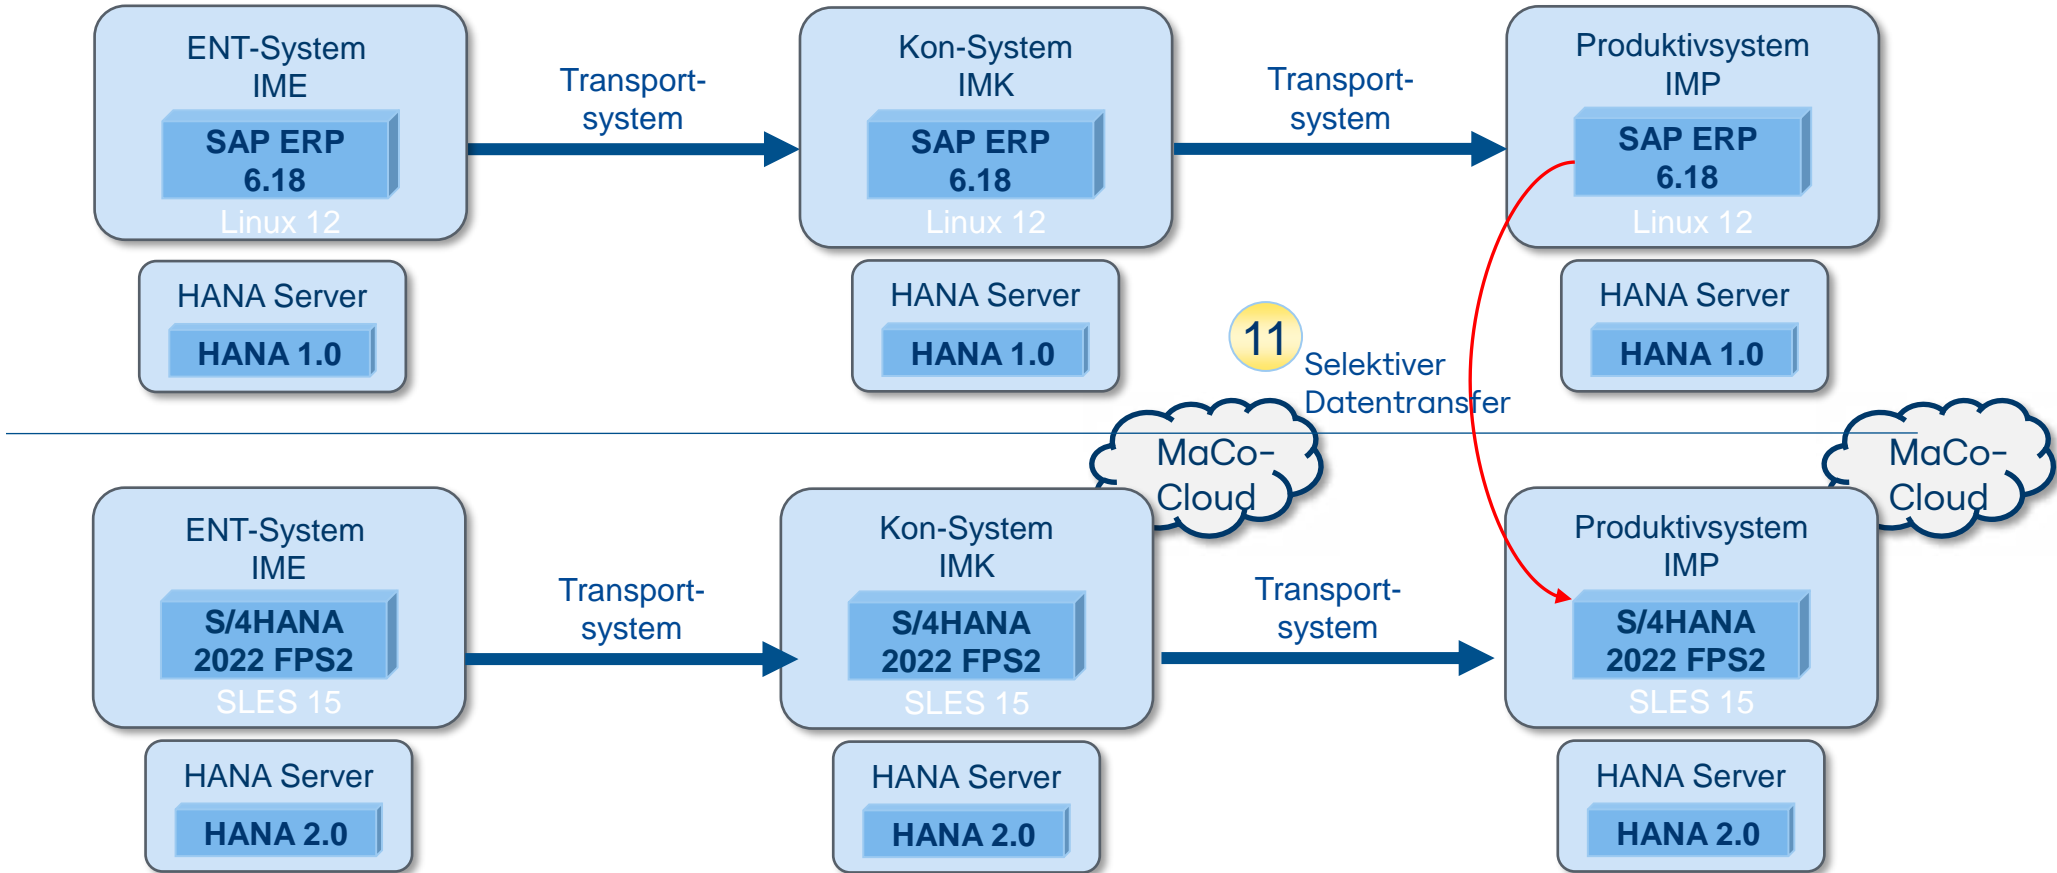 ENT-System
IME
SAP ERP
6.18
Linux 12
HANA Server
HANA 1.0
Transport-
system
Kon-System
IMK
SAP ERP
6.18
Linux 12
HANA Server
HANA 1.0
Transport-
system
Produktivsystem
IMP
SAP ERP
6.18
Linux 12
HANA Server
HANA 1.0
11
Selektiver
Datentransfer
MaCo-
Cloud
MaCo-
Cloud
ENT-System
IME
S/4HANA
2022 FPS2
SLES 15
HANA Server
HANA 2.0
Transport-
system
Kon-System
IMK
S/4HANA
2022 FPS2
SLES 15
HANA Server
HANA 2.0
Transport-
system
Produktivsystem
IMP
S/4HANA
2022 FPS2
SLES 15
HANA Server
HANA 2.0